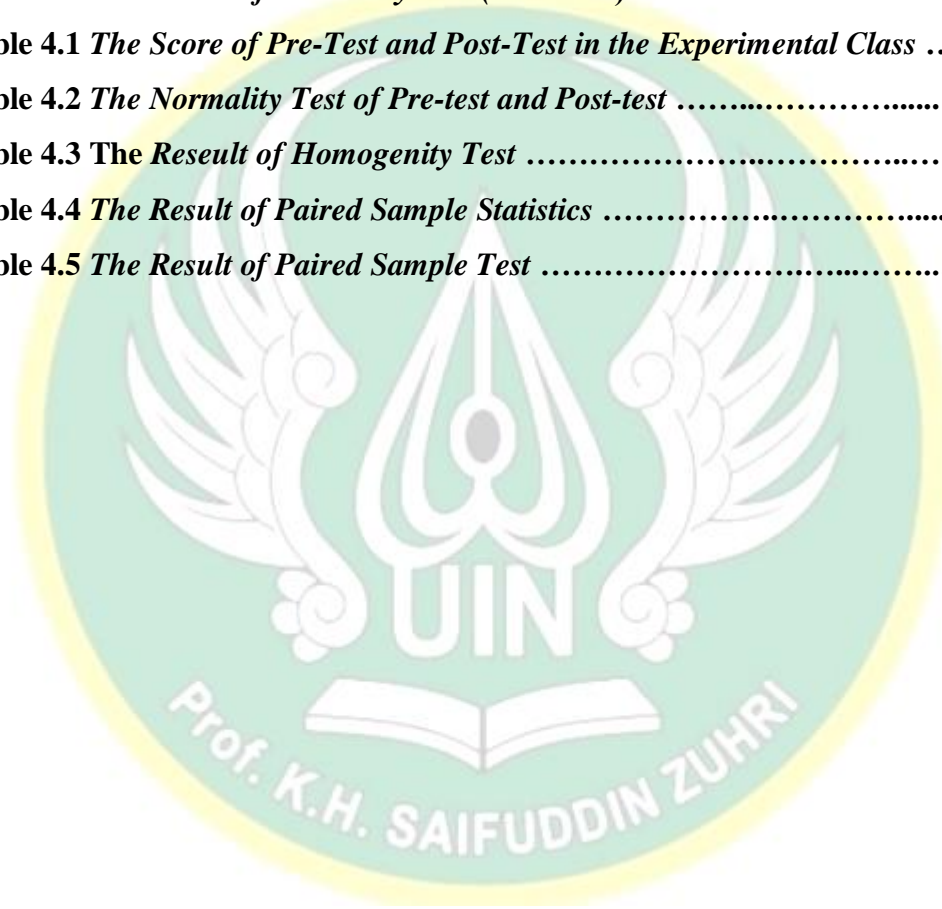 ble 4.1 The Score of Pre-Test and Post-Test in the Experimental Class …
ble 4.2 The Normality Test of Pre-test and Post-test ……...…………......
ble 4.3 The Reseult of Homogenity Test …………………..…………..…
ble 4.4 The Result of Paired Sample Statistics ……………..………….....
ble 4.5 The Result of Paired Sample Test …………………….…...……..
UIN
Prof. K.H. SAIFUDDIN ZUHRI